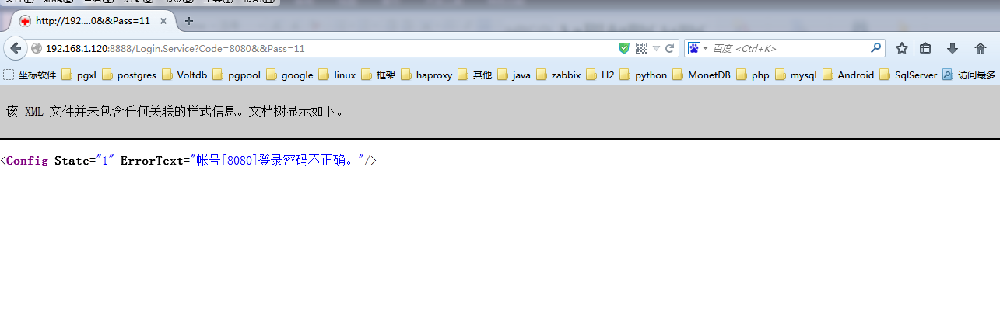 http://192....0&&Pass=11
192.168.1.120:8888/Login.Service?Code=8080&&Pass=11
百度 <Ctrl+K>
坐标软件 pgxl postgres Voltdb pgpool google linux 框架 haproxy 其他 java zabbix H2 python MonetDB php mysql Android SqlServer 访问最多
该 XML 文件并未包含任何关联的样式信息。文档树显示如下。
<Config State="1" ErrorText="帐号[8080]登录密码不正确。"/>